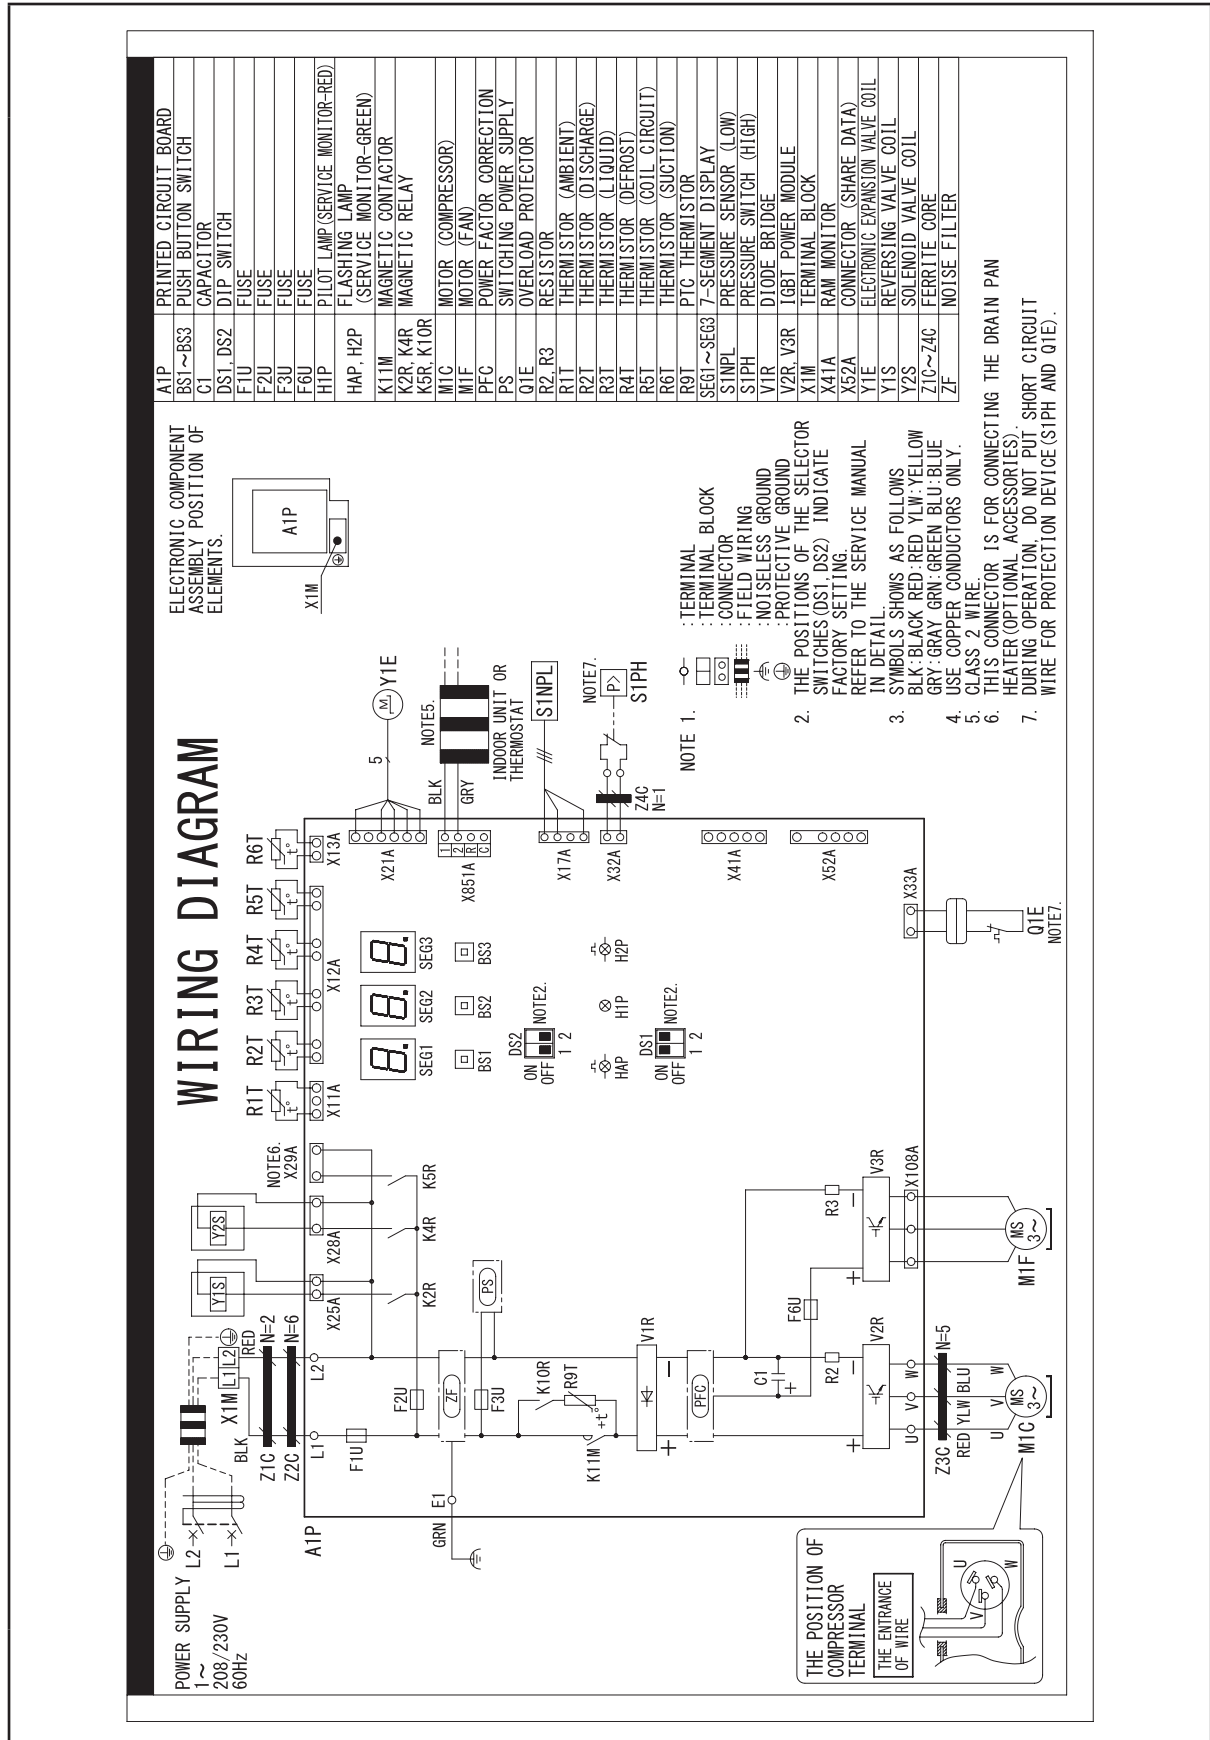 WIRING DIAGRAM
POWER SUPPLY
1~
208/230V
60Hz
L2
L1
X1M
L1 L2
BLK
RED
Z1C
N=2
Z2C
N=6
Y1S
Y2S
NOTE6.
X25A
X28A
X29A
R1T
R2T
R3T
R4T
R5T
R6T
t°
t°
t°
t°
t°
t°
X11A
X12A
X13A
A1P
L1
L2
F1U
K2R
K4R
K5R
F2U
GRN
E1
ZF
F3U
PS
K10R
R9T
+t°
K11M
V1R
+
−
PFC
C1
+
R2
F6U
R3
+
−
V2R
+
−
V3R
U
V
W
X108A
Z3C
N=5
RED
YLW
BLU
U
V
W
MS
3~
M1C
MS
3~
M1F
SEG1
SEG2
SEG3
BS1
BS2
BS3
DS2
ON
OFF
1 2
NOTE2.
HAP
H1P
H2P
DS1
ON
OFF
1 2
NOTE2.
X21A
5
M
Y1E
X851A
1
2
R
C
BLK
GRY
NOTE5.
INDOOR UNIT OR
THERMOSTAT
X17A
S1NPL
X32A
Z4C
N=1
NOTE7.
P>
S1PH
X41A
X52A
X33A
Q1E
NOTE7.
THE POSITION OF
COMPRESSOR
TERMINAL
THE ENTRANCE
OF WIRE
U
V
W
ELECTRONIC COMPONENT
ASSEMBLY POSITION OF
ELEMENTS.
A1P
X1M
NOTE 1.
:TERMINAL
:TERMINAL BLOCK
:CONNECTOR
:FIELD WIRING
:NOISELESS GROUND
:PROTECTIVE GROUND
2. THE POSITIONS OF THE SELECTOR
SWITCHES(DS1,DS2) INDICATE
FACTORY SETTING.
REFER TO THE SERVICE MANUAL
IN DETAIL.
3. SYMBOLS SHOWS AS FOLLOWS
BLK:BLACK RED:RED YLW:YELLOW
GRY:GRAY GRN:GREEN BLU:BLUE
4. USE COPPER CONDUCTORS ONLY.
5. CLASS 2 WIRE.
6. THIS CONNECTOR IS FOR CONNECTING THE DRAIN PAN
HEATER(OPTIONAL ACCESSORIES).
7. DURING OPERATION, DO NOT PUT SHORT CIRCUIT
WIRE FOR PROTECTION DEVICE(S1PH AND Q1E).
A1P PRINTED CIRCUIT BOARD
BS1~BS3 PUSH BUTTON SWITCH
C1 CAPACITOR
DS1, DS2 DIP SWITCH
F1U FUSE
F2U FUSE
F3U FUSE
F6U FUSE
H1P PILOT LAMP(SERVICE MONITOR-RED)
HAP, H2P FLASHING LAMP
(SERVICE MONITOR-GREEN)
K11M MAGNETIC CONTACTOR
K2R, K4R MAGNETIC RELAY
K5R, K10R
M1C MOTOR (COMPRESSOR)
M1F MOTOR (FAN)
PFC POWER FACTOR CORRECTION
PS SWITCHING POWER SUPPLY
Q1E OVERLOAD PROTECTOR
R2, R3 RESISTOR
R1T THERMISTOR (AMBIENT)
R2T THERMISTOR (DISCHARGE)
R3T THERMISTOR (LIQUID)
R4T THERMISTOR (DEFROST)
R5T THERMISTOR (COIL CIRCUIT)
R6T THERMISTOR (SUCTION)
R9T PTC THERMISTOR
SEG1~SEG3 7-SEGMENT DISPLAY
S1NPL PRESSURE SENSOR (LOW)
S1PH PRESSURE SWITCH (HIGH)
V1R DIODE BRIDGE
V2R, V3R IGBT POWER MODULE
X1M TERMINAL BLOCK
X41A RAM MONITOR
X52A CONNECTOR (SHARE DATA)
Y1E ELECTRONIC EXPANSION VALVE COIL
Y1S REVERSING VALVE COIL
Y2S SOLENOID VALVE COIL
Z1C~Z4C FERRITE CORE
ZF NOISE FILTER